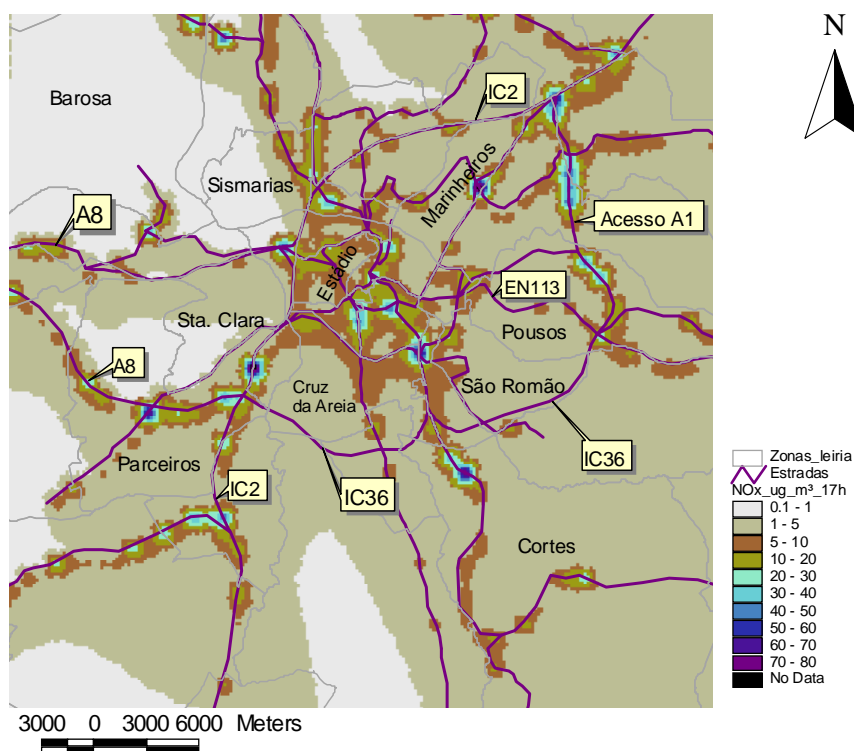 N
Barosa
IC2
Sismarias
Marinheiros
A8
Acesso A1
Estádio
EN113
Sta. Clara
Pousos
A8
Cruz
da Areia
São Romão
Parceiros
IC36
IC2
IC36
Cortes
Zonas_leiria
Estradas
NOx_ug_m³_17h
0.1 - 1
1 - 5
5 - 10
10 - 20
20 - 30
30 - 40
40 - 50
50 - 60
60 - 70
70 - 80
No Data
3000 0 3000 6000 Meters